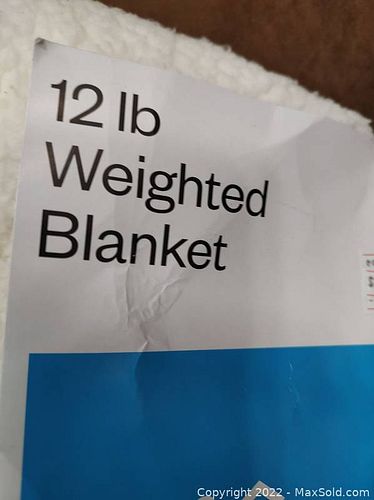 12 lb
Weighted
Blanket
Copyright 2022 - MaxSold.com